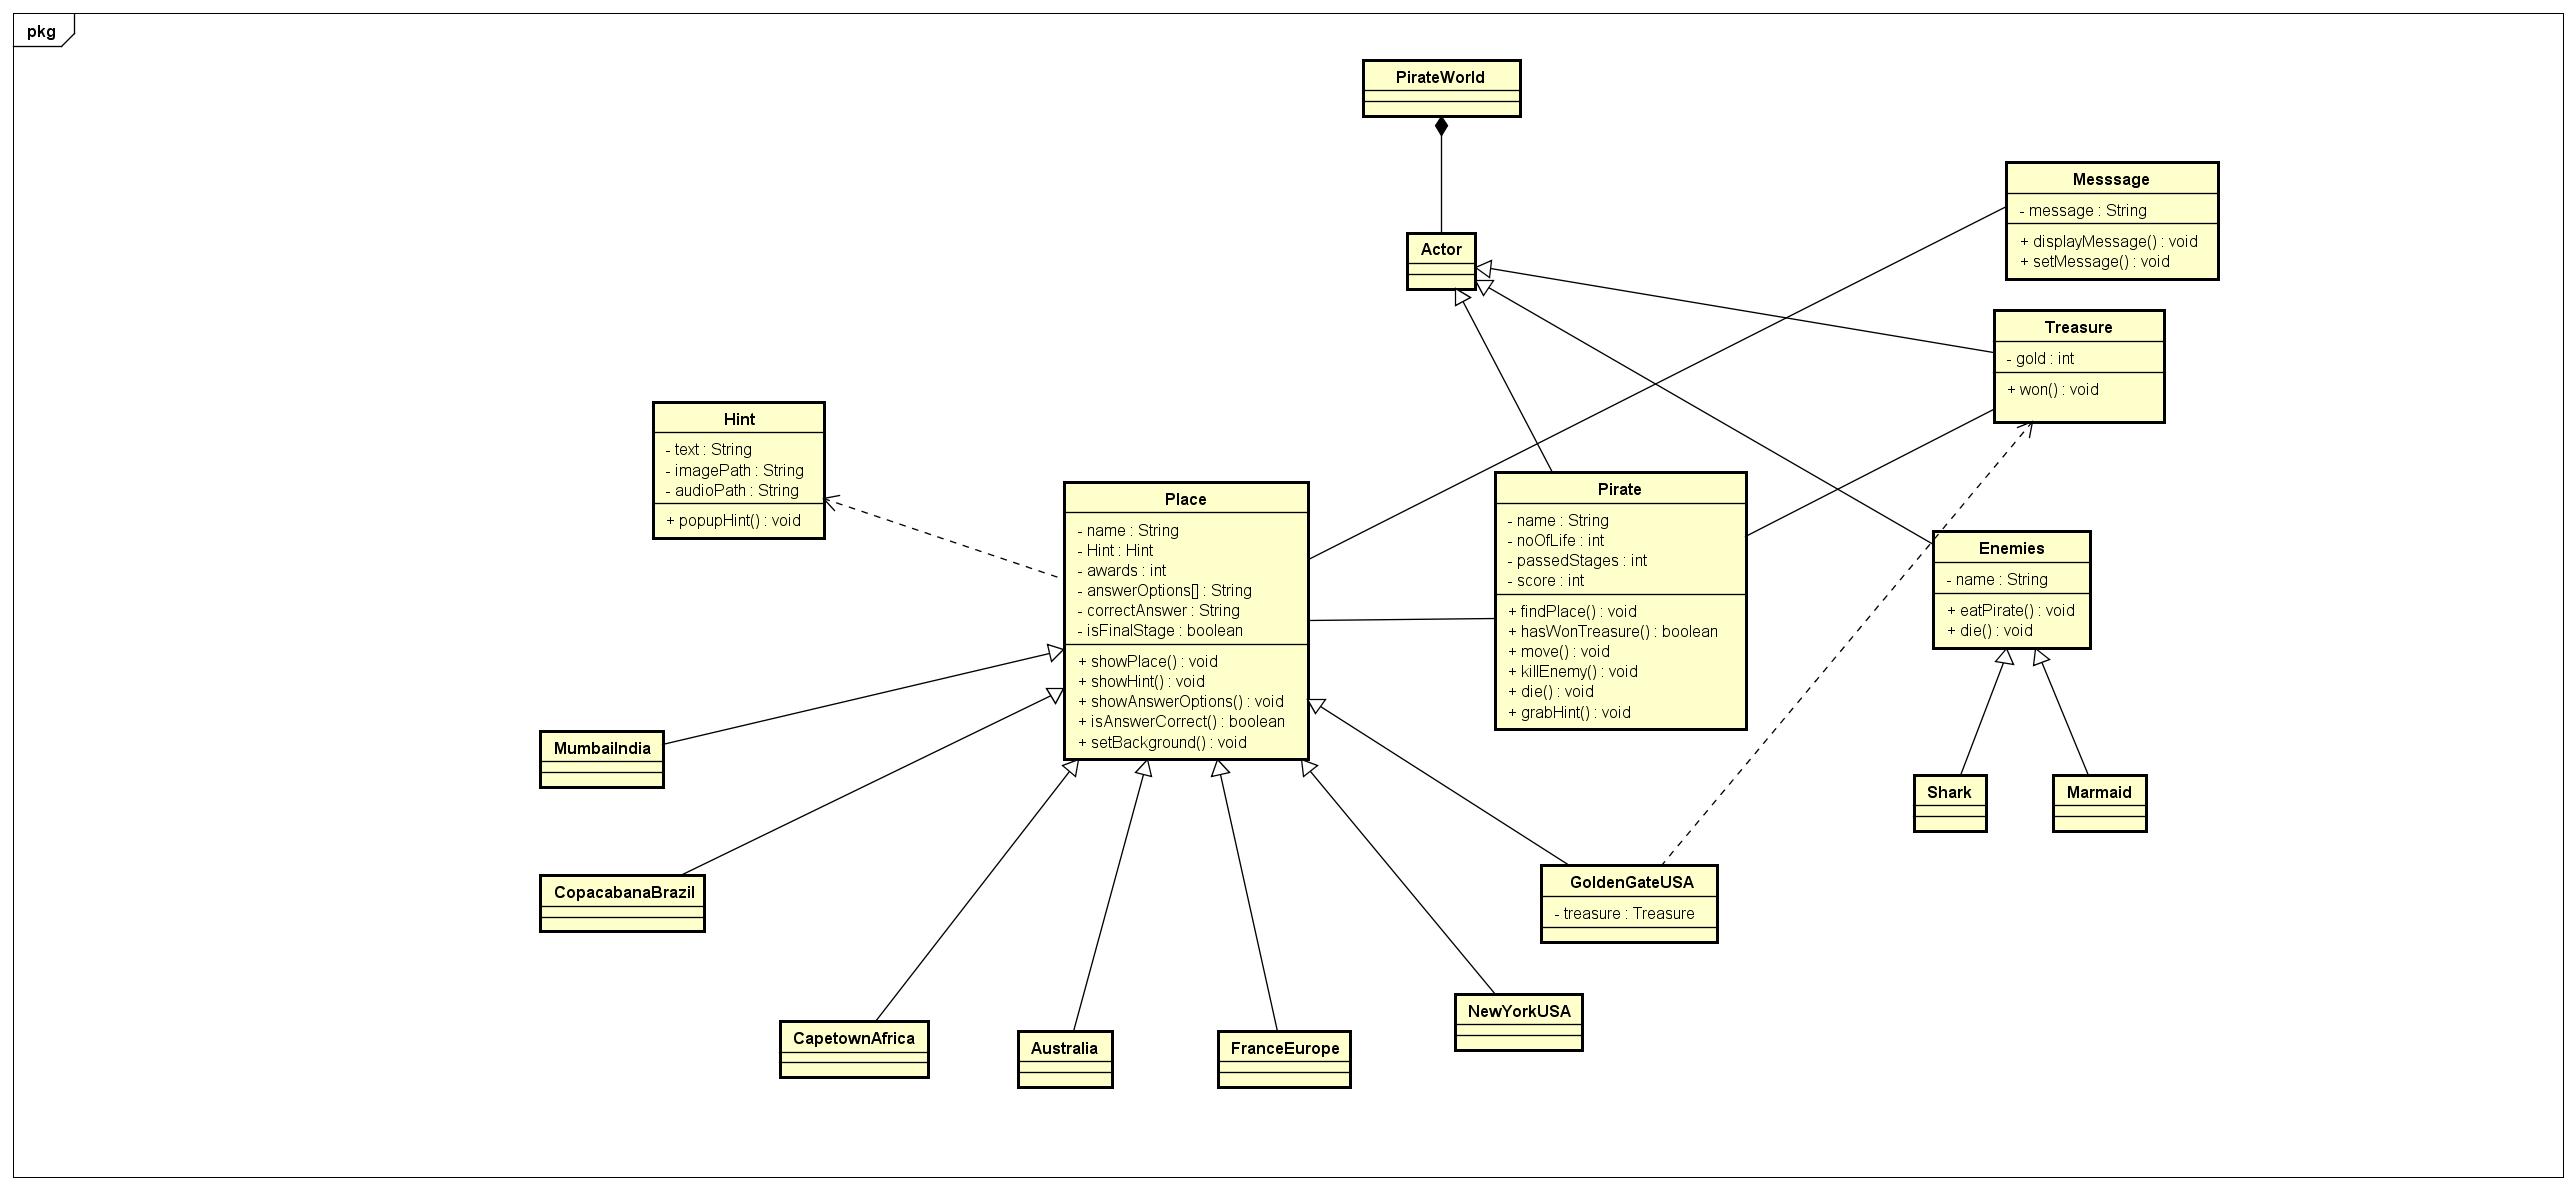 pkg
PirateWorld
Messsage
- message : String
+ displayMessage() : void
+ setMessage() : void
Actor
Treasure
- gold : int
+ won() : void
Hint
- text : String
- imagePath : String
- audioPath : String
+ popupHint() : void
Place
- name : String
- Hint : Hint
- awards : int
- answerOptions[] : String
- correctAnswer : String
- isFinalStage : boolean
+ showPlace() : void
+ showHint() : void
+ showAnswerOptions() : void
+ isAnswerCorrect() : boolean
+ setBackground() : void
Pirate
- name : String
- noOfLife : int
- passedStages : int
- score : int
+ findPlace() : void
+ hasWonTreasure() : boolean
+ move() : void
+ killEnemy() : void
+ die() : void
+ grabHint() : void
Enemies
- name : String
+ eatPirate() : void
+ die() : void
MumbaiIndia
Shark
Marmaid
CopacabanaBrazil
GoldenGateUSA
- treasure : Treasure
NewYorkUSA
CapetownAfrica
Australia
FranceEurope